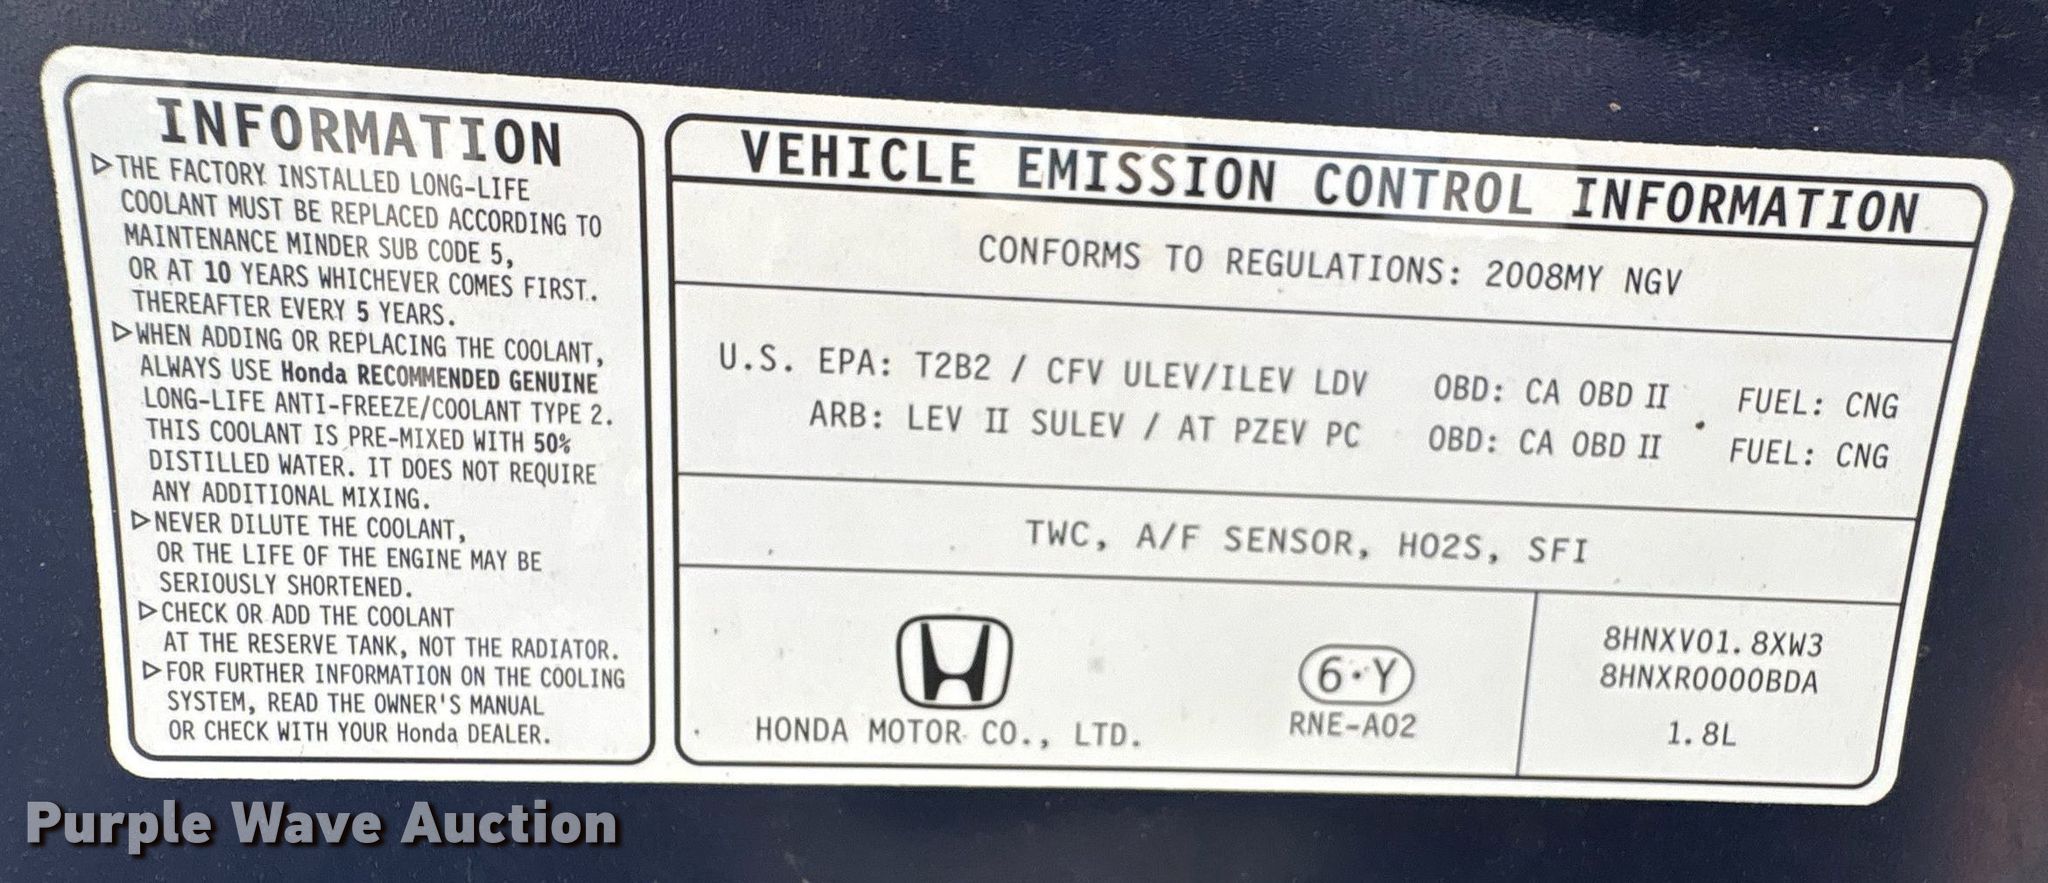 INFORMATION
▷THE FACTORY INSTALLED LONG-LIFE
COOLANT MUST BE REPLACED ACCORDING TO
MAINTENANCE MINDER SUB CODE 5,
OR AT 10 YEARS WHICHEVER COMES FIRST.
THEREAFTER EVERY 5 YEARS.
▷WHEN ADDING OR REPLACING THE COOLANT,
ALWAYS USE Honda RECOMMENDED GENUINE
LONG-LIFE ANTI-FREEZE/COOLANT TYPE 2.
THIS COOLANT IS PRE-MIXED WITH 50%
DISTILLED WATER. IT DOES NOT REQUIRE
ANY ADDITIONAL MIXING.
▷NEVER DILUTE THE COOLANT,
OR THE LIFE OF THE ENGINE MAY BE
SERIOUSLY SHORTENED.
▷CHECK OR ADD THE COOLANT
AT THE RESERVE TANK, NOT THE RADIATOR.
▷FOR FURTHER INFORMATION ON THE COOLING
SYSTEM, READ THE OWNER'S MANUAL
OR CHECK WITH YOUR Honda DEALER.
VEHICLE EMISSION CONTROL INFORMATION
CONFORMS TO REGULATIONS: 2008MY NGV
U.S. EPA: T2B2 / CFV ULEV/ILEV LDV OBD: CA OBD II FUEL: CNG
ARB: LEV II SULEV / AT PZEV PC OBD: CA OBD II FUEL: CNG
TWC, A/F SENSOR, HO2S, SFI
HONDA MOTOR CO., LTD.
6·Y
RNE-A02
8HNXV01.8XW3
8HNXR0000BDA
1.8L
Purple Wave Auction